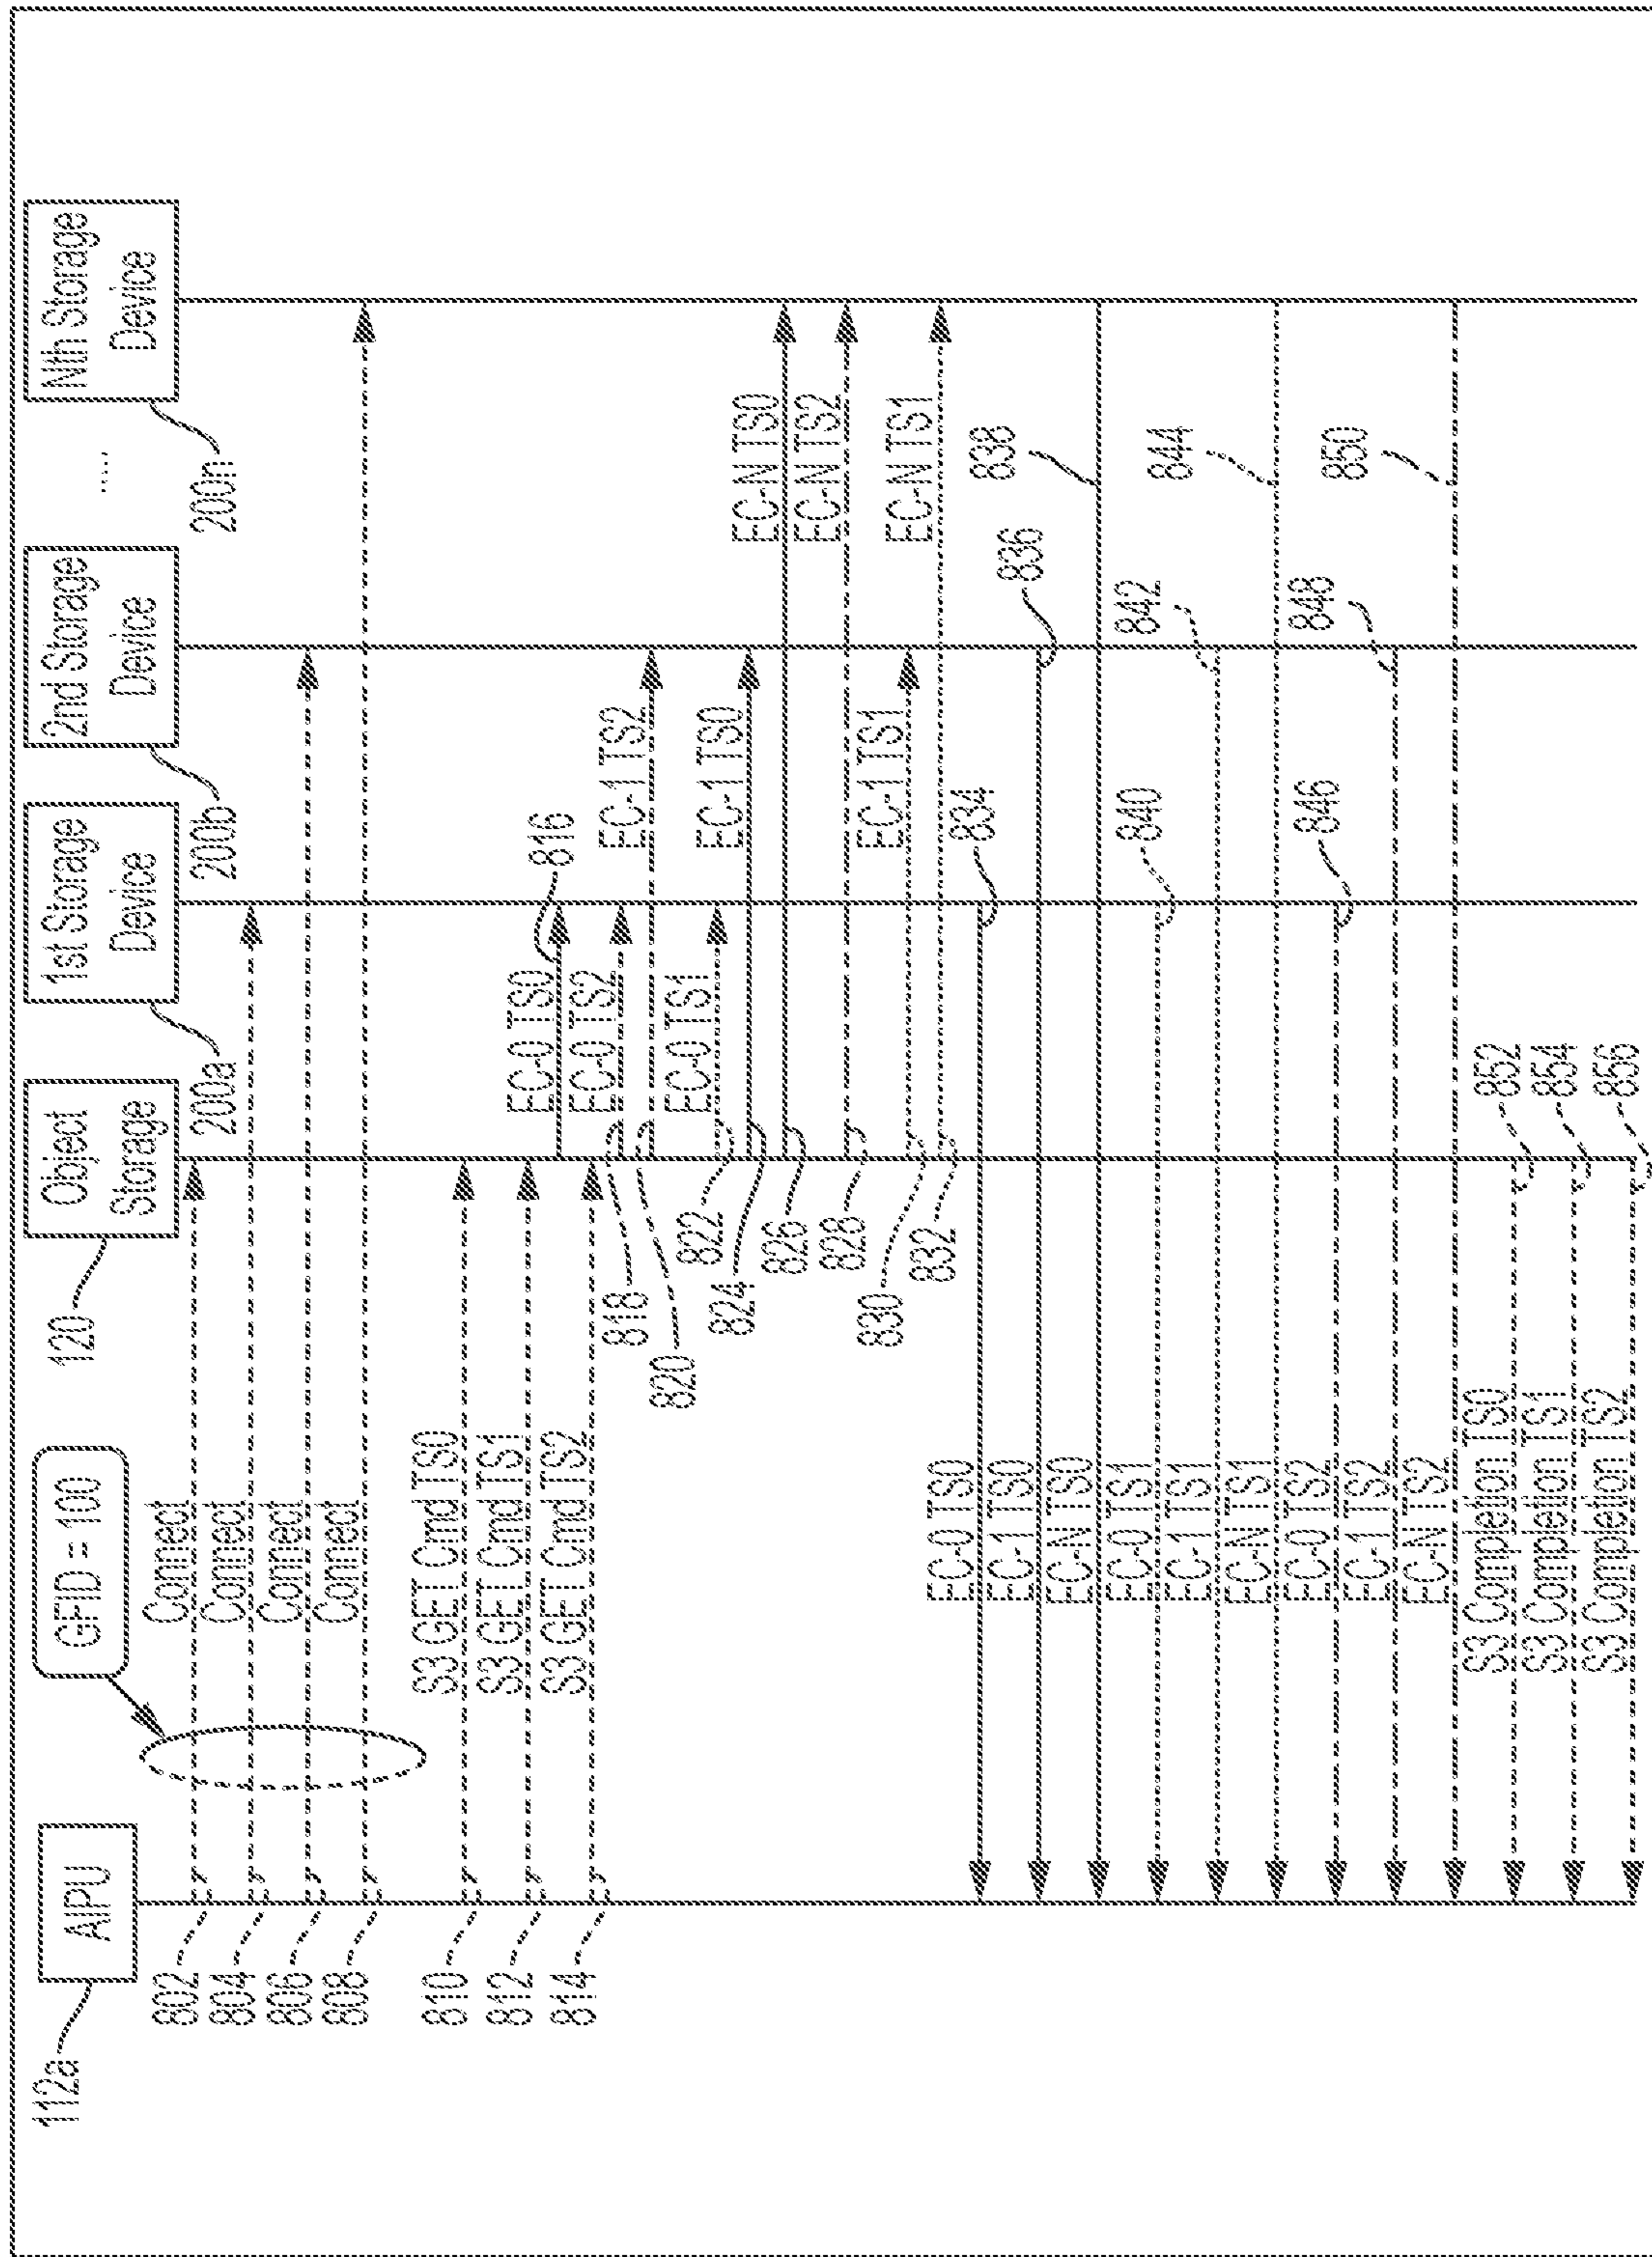 112a
AIPU
GFID = 100
120
Object
Storage
200a
1st Storage
Device
200b
2nd Storage
Device
....
200n
Nth Storage
Device
802
Connect
804
Connect
806
Connect
808
Connect
810
S3 GET Cmd TS0
812
S3 GET Cmd TS1
814
S3 GET Cmd TS2
EC-0 TS0
816
818
EC-0 TS2
820
EC-1 TS2
822
EC-0 TS1
824
EC-1 TS0
826
EC-N TS0
828
EC-N TS2
830
EC-1 TS1
832
EC-N TS1
EC-0 TS0
834
EC-1 TS0
836
EC-N TS0
838
EC-0 TS1
840
EC-1 TS1
842
EC-N TS1
844
EC-0 TS2
846
EC-1 TS2
848
EC-N TS2
850
S3 Completion TS0
852
S3 Completion TS1
854
S3 Completion TS2
856